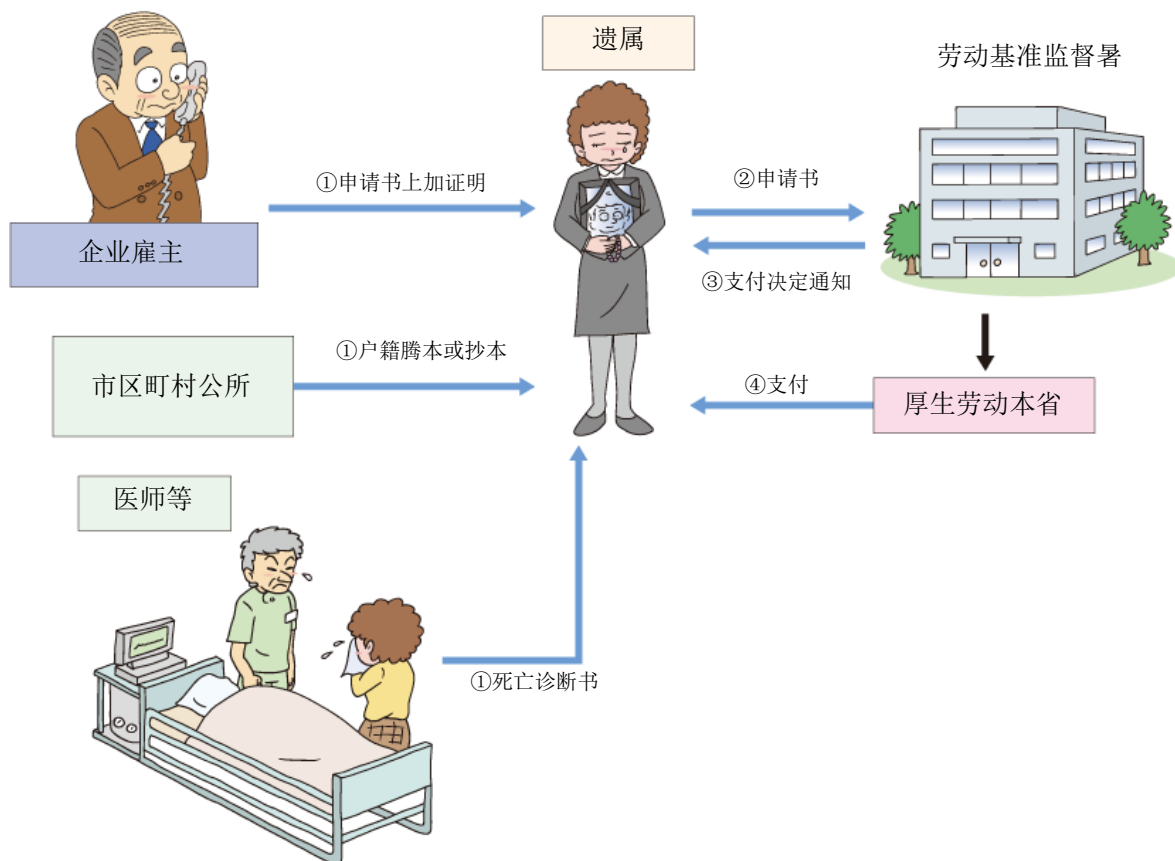 遗属
劳动基准监督暑
①申请书上加证明
②申请书
企业雇主
③支付决定通知
①户籍腾本或抄本
市区町村公所
④支付
厚生劳动本省
医师等
①死亡诊断书